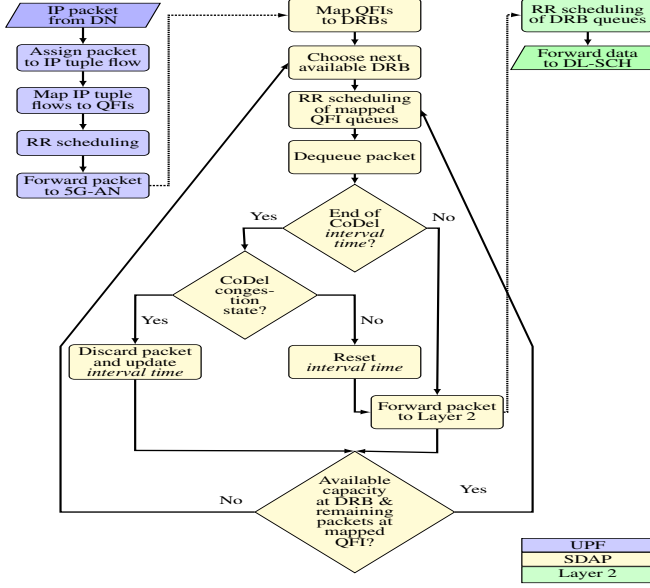 IP packet
from DN
Assign packet
to IP tuple flow
Map IP tuple
flows to QFIs
RR scheduling
Forward packet
to 5G-AN
Map QFIs
to DRBs
Choose next
available DRB
RR scheduling
of mapped
QFI queues
Dequeue packet
End of
CoDel
interval
time?
Yes
No
CoDel
conges-
tion
state?
Yes
No
Discard packet
and update
interval time
Reset
interval time
Forward packet
to Layer 2
Available
capacity
at DRB &
remaining
packets at
mapped
QFI?
No
Yes
RR scheduling
of DRB queues
Forward data
to DL-SCH
UPF
SDAP
Layer 2